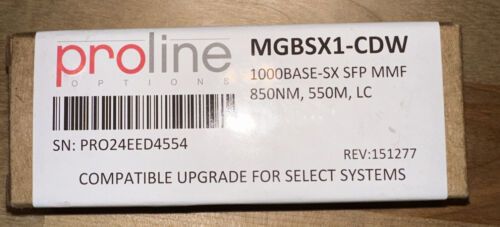 proline
OPTIONS
MGBSX1-CDW
1000BASE-SX SFP MMF
850NM, 550M, LC
SN: PRO24EED4554
REV:151277
COMPATIBLE UPGRADE FOR SELECT SYSTEMS